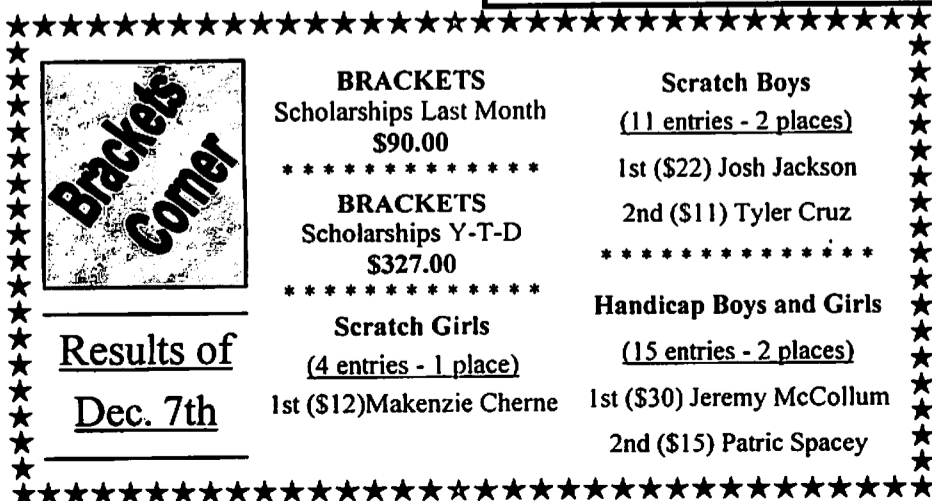 Brackets
Corner
Results of
Dec. 7th
BRACKETS
Scholarships Last Month
$90.00
* * * * * * * * * * * * *
BRACKETS
Scholarships Y-T-D
$327.00
* * * * * * * * * * * * *
Scratch Girls
(4 entries - 1 place)
1st ($12)Makenzie Cherne
Scratch Boys
(11 entries - 2 places)
1st ($22) Josh Jackson
2nd ($11) Tyler Cruz
* * * * * * * * * * * * * *
Handicap Boys and Girls
(15 entries - 2 places)
1st ($30) Jeremy McCollum
2nd ($15) Patric Spacey